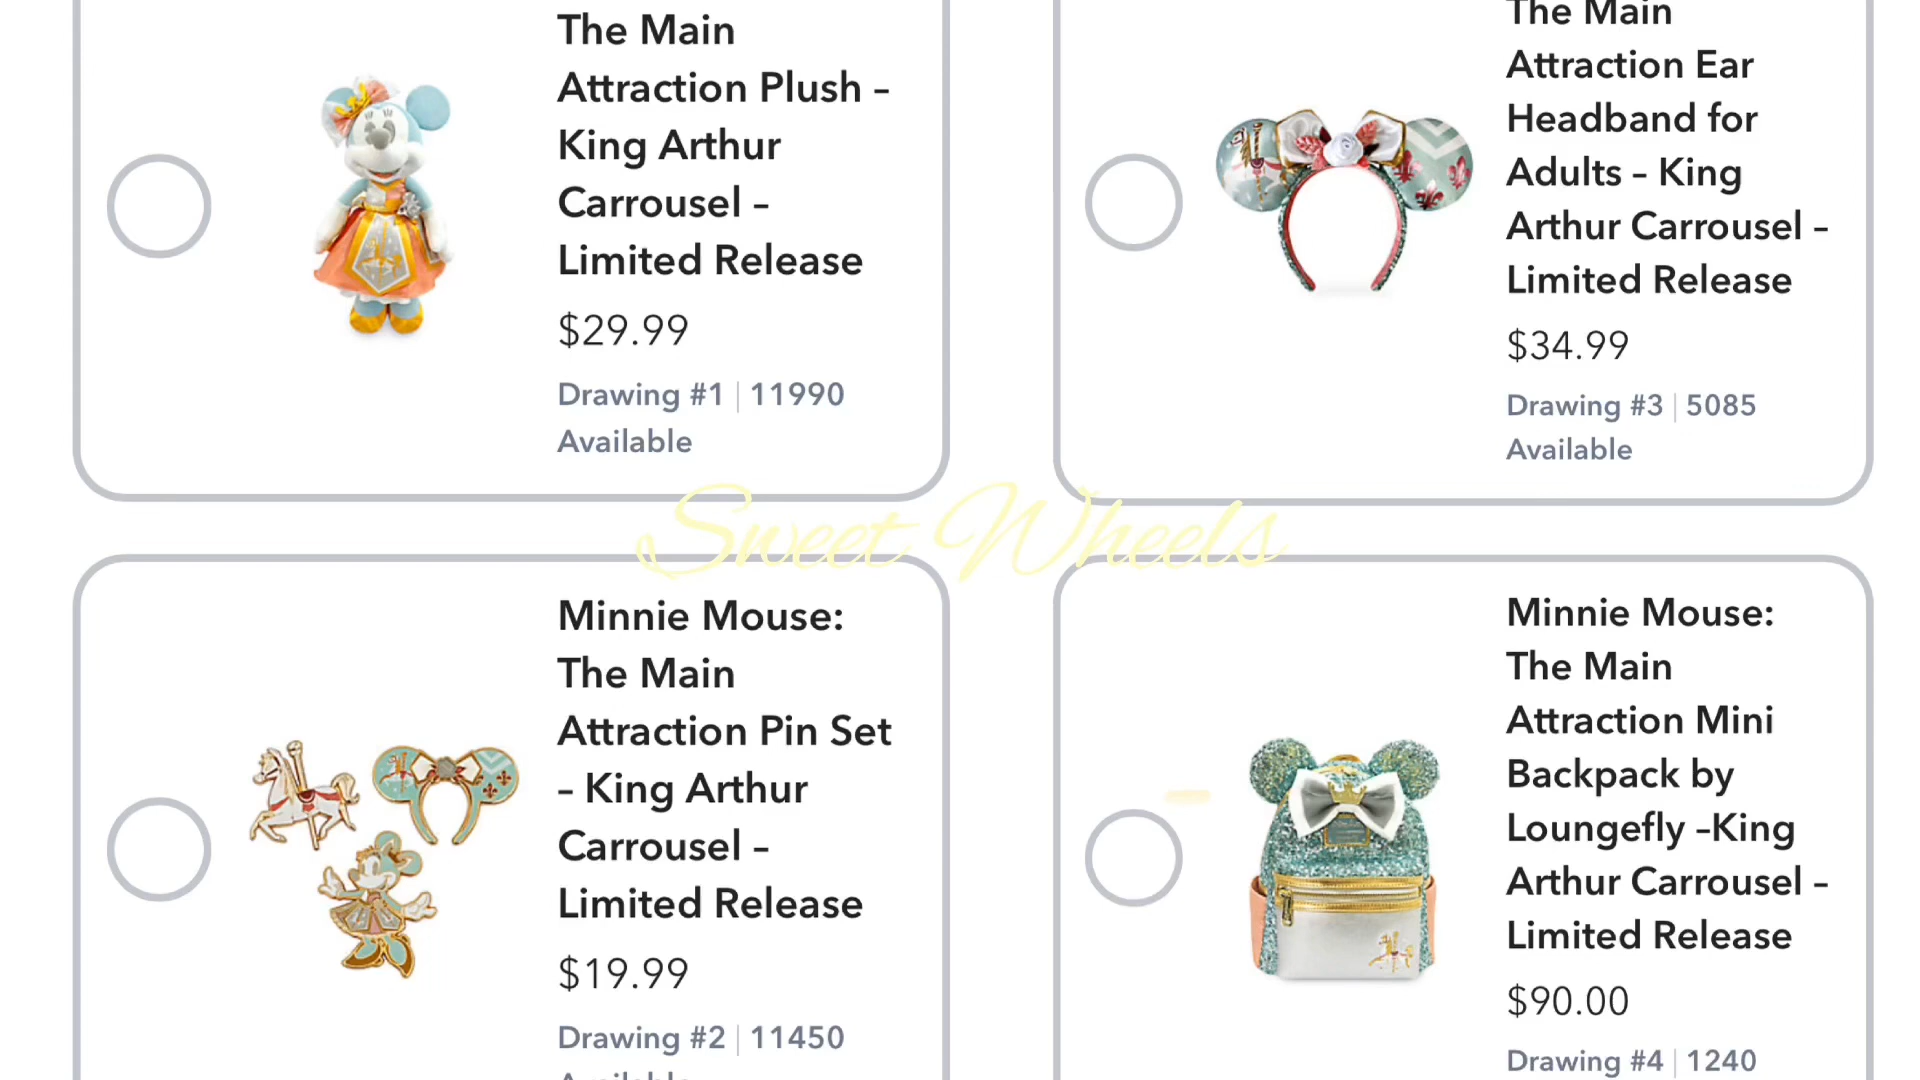 The Main
Attraction Plush –
King Arthur
Carrousel –
Limited Release
$29.99
Drawing #1 | 11990
Available
The Main
Attraction Ear
Headband for
Adults – King
Arthur Carrousel –
Limited Release
$34.99
Drawing #3 | 5085
Available
Sweet Wheels
Minnie Mouse:
The Main
Attraction Pin Set
– King Arthur
Carrousel –
Limited Release
$19.99
Drawing #2 | 11450
Available
Minnie Mouse:
The Main
Attraction Mini
Backpack by
Loungefly –King
Arthur Carrousel –
Limited Release
$90.00
Drawing #4 | 1240